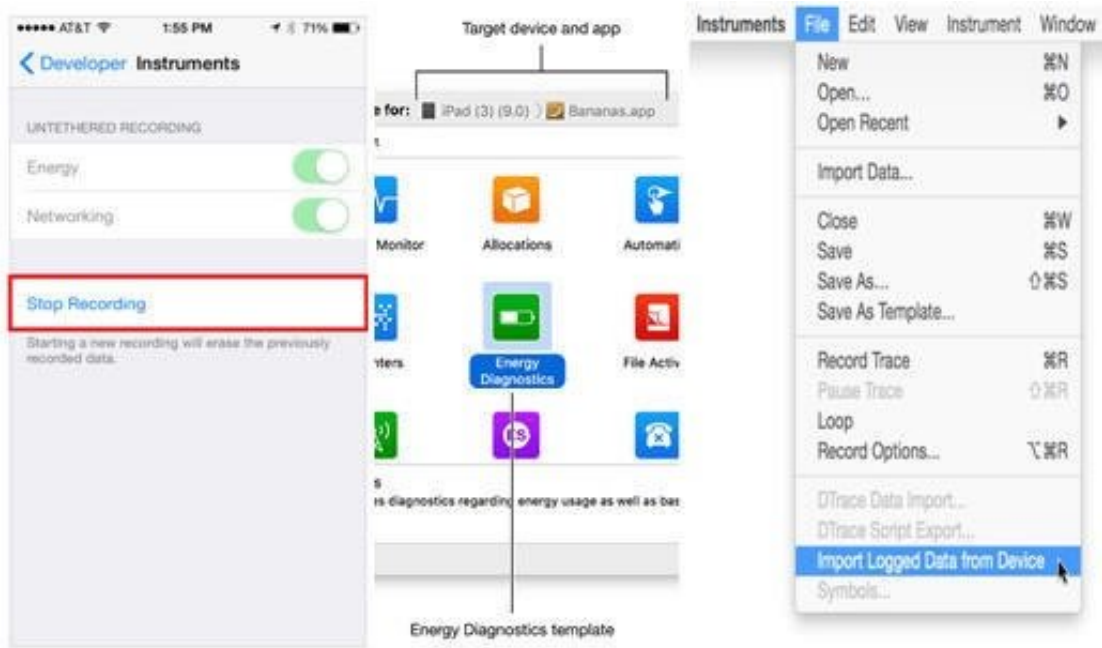 AT&T 1:55 PM 71%
Developer Instruments
UNTETHERED RECORDING
Energy
Networking
Stop Recording
Starting a new recording will erase the previously
recorded data.
Target device and app
e for: iPad (3) (9.0) Bananas.app
Monitor Allocations Automati
nters Energy
Diagnostics File Activ
ES
s
es diagnostics regarding energy usage as well as bas
Energy Diagnostics template
Instruments File Edit View Instrument Window
New ⌘N
Open... ⌘O
Open Recent
Import Data...
Close ⌘W
Save ⌘S
Save As... ⇧⌘S
Save As Template...
Record Trace ⌘R
Pause Trace ⇧⌘R
Loop
Record Options... ⌥⌘R
DTrace Data Import...
DTrace Script Export...
Import Logged Data from Device
Symbols...